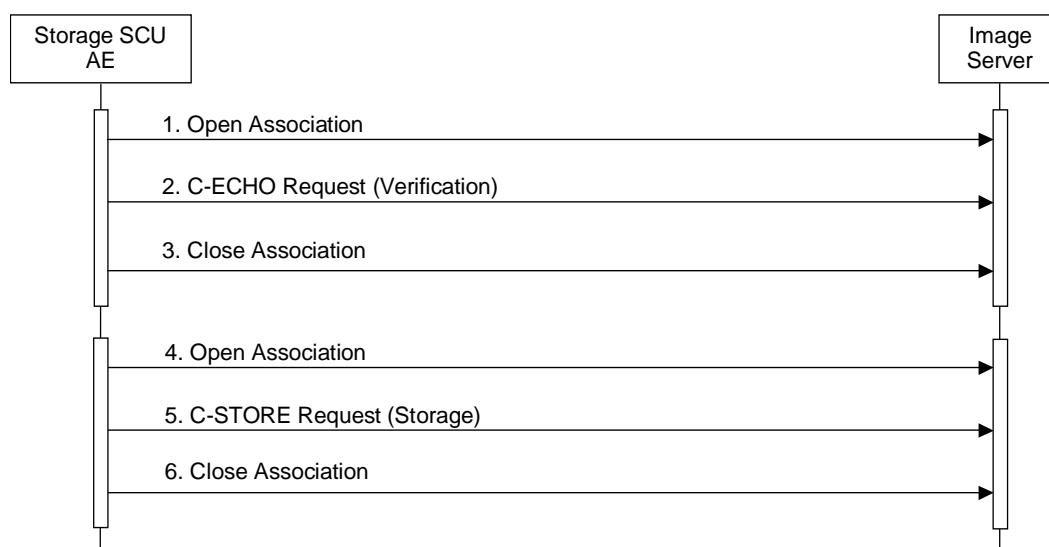 Storage SCU
AE
Image
Server
1. Open Association
2. C-ECHO Request (Verification)
3. Close Association
4. Open Association
5. C-STORE Request (Storage)
6. Close Association